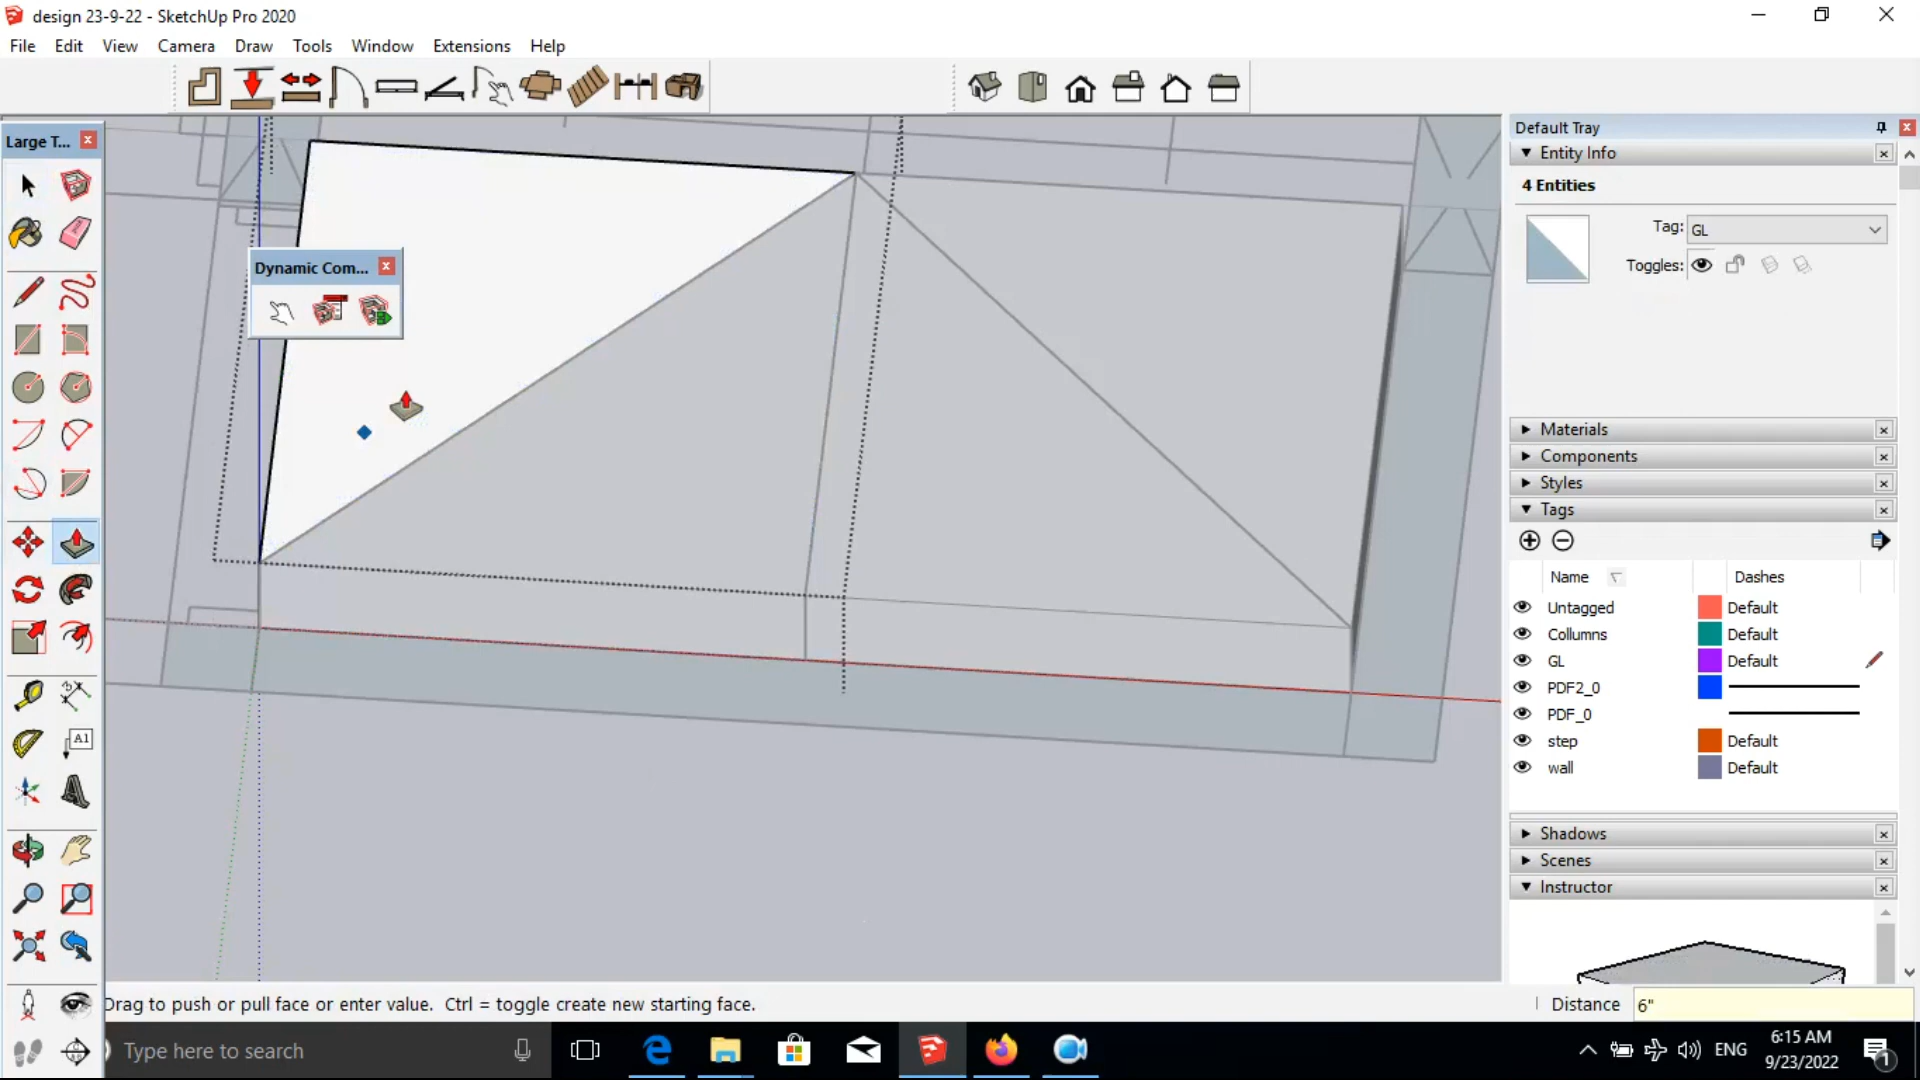 design 23-9-22 - SketchUp Pro 2020
File Edit View Camera Draw Tools Window Extensions Help
Large T...
Default Tray
Entity Info
4 Entities
Tag: GL
Toggles:
Dynamic Com...
Materials
Components
Styles
Tags
Name Dashes
Untagged Default
Collumns Default
GL Default
PDF2_0
PDF_0
step Default
wall Default
A1
Shadows
Scenes
Instructor
Drag to push or pull face or enter value. Ctrl = toggle create new starting face.
Distance 6"
Type here to search
ENG
6:15 AM
9/23/2022
1